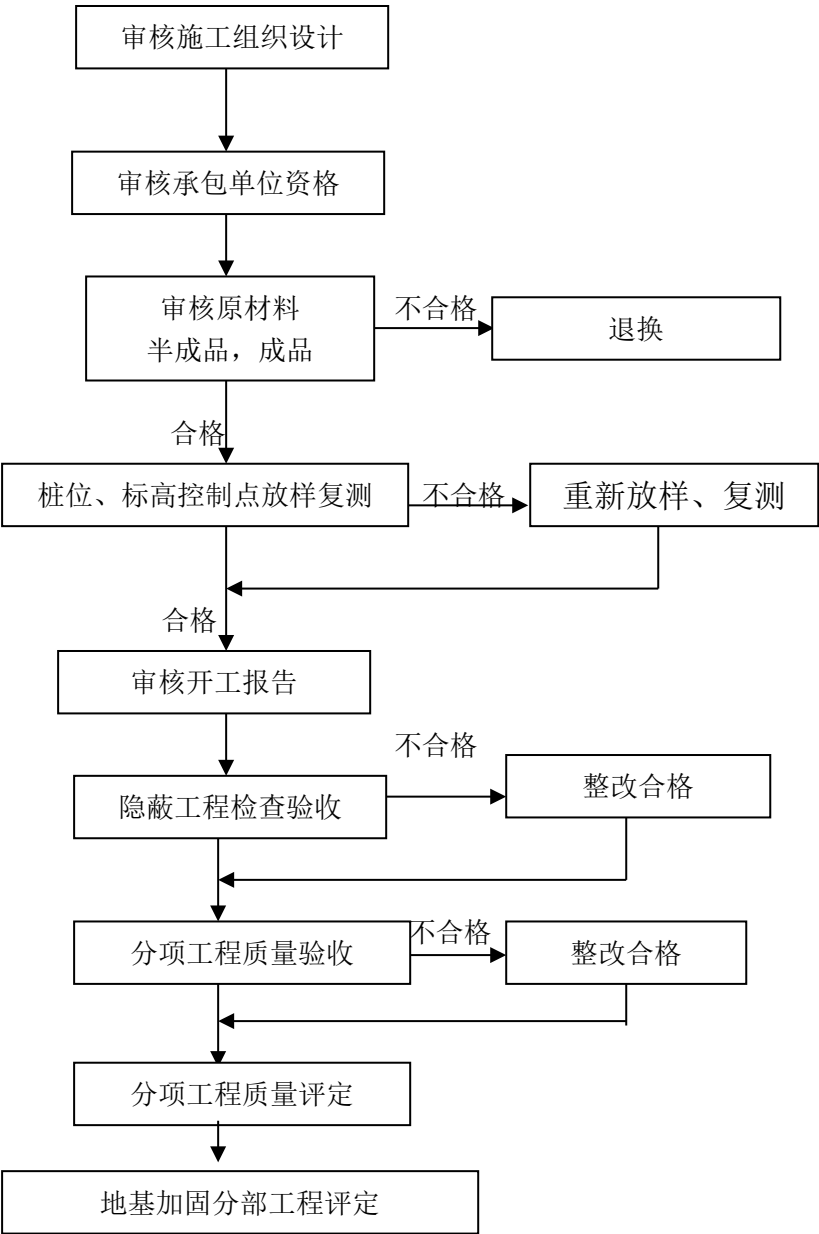 审核施工组织设计
审核承包单位资格
审核原材料
半成品，成品
不合格
退换
合格
桩位、标高控制点放样复测
不合格
重新放样、复测
合格
审核开工报告
不合格
隐蔽工程检查验收
整改合格
分项工程质量验收
不合格
整改合格
分项工程质量评定
地基加固分部工程评定